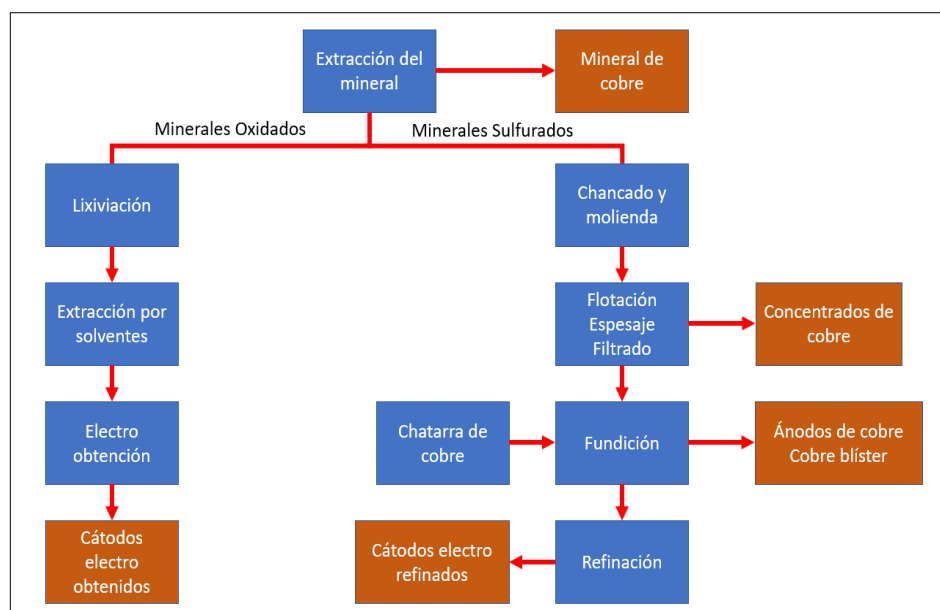 Extracción del
mineral
Mineral de
cobre
Minerales Oxidados
Minerales Sulfurados
Lixiviación
Chancado y
molienda
Extracción por
solventes
Flotación
Espesaje
Filtrado
Concentrados de
cobre
Electro
obtención
Chatarra de
cobre
Fundición
Ánodos de cobre
Cobre blíster
Cátodos
electro
obtenidos
Cátodos electro
refinados
Refinación